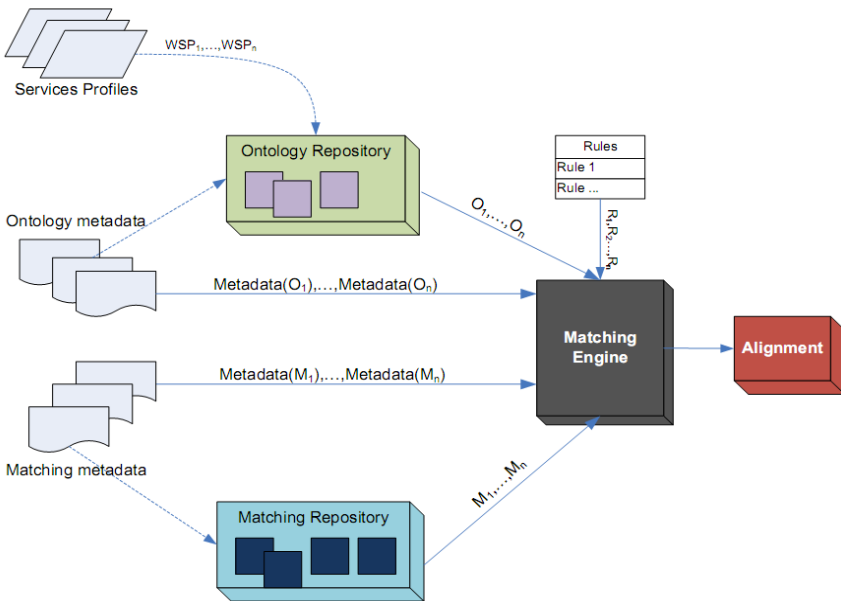 WSP₁,...,WSPₙ
Services Profiles
Ontology Repository
Rules
Rule 1
Rule ...
Ontology metadata
O₁,...,Oₙ
R₁,R₂...,Rₙ
Metadata(O₁),...,Metadata(Oₙ)
Matching
Engine
Alignment
Metadata(M₁),...,Metadata(Mₙ)
Matching metadata
M₁,...,Mₙ
Matching Repository